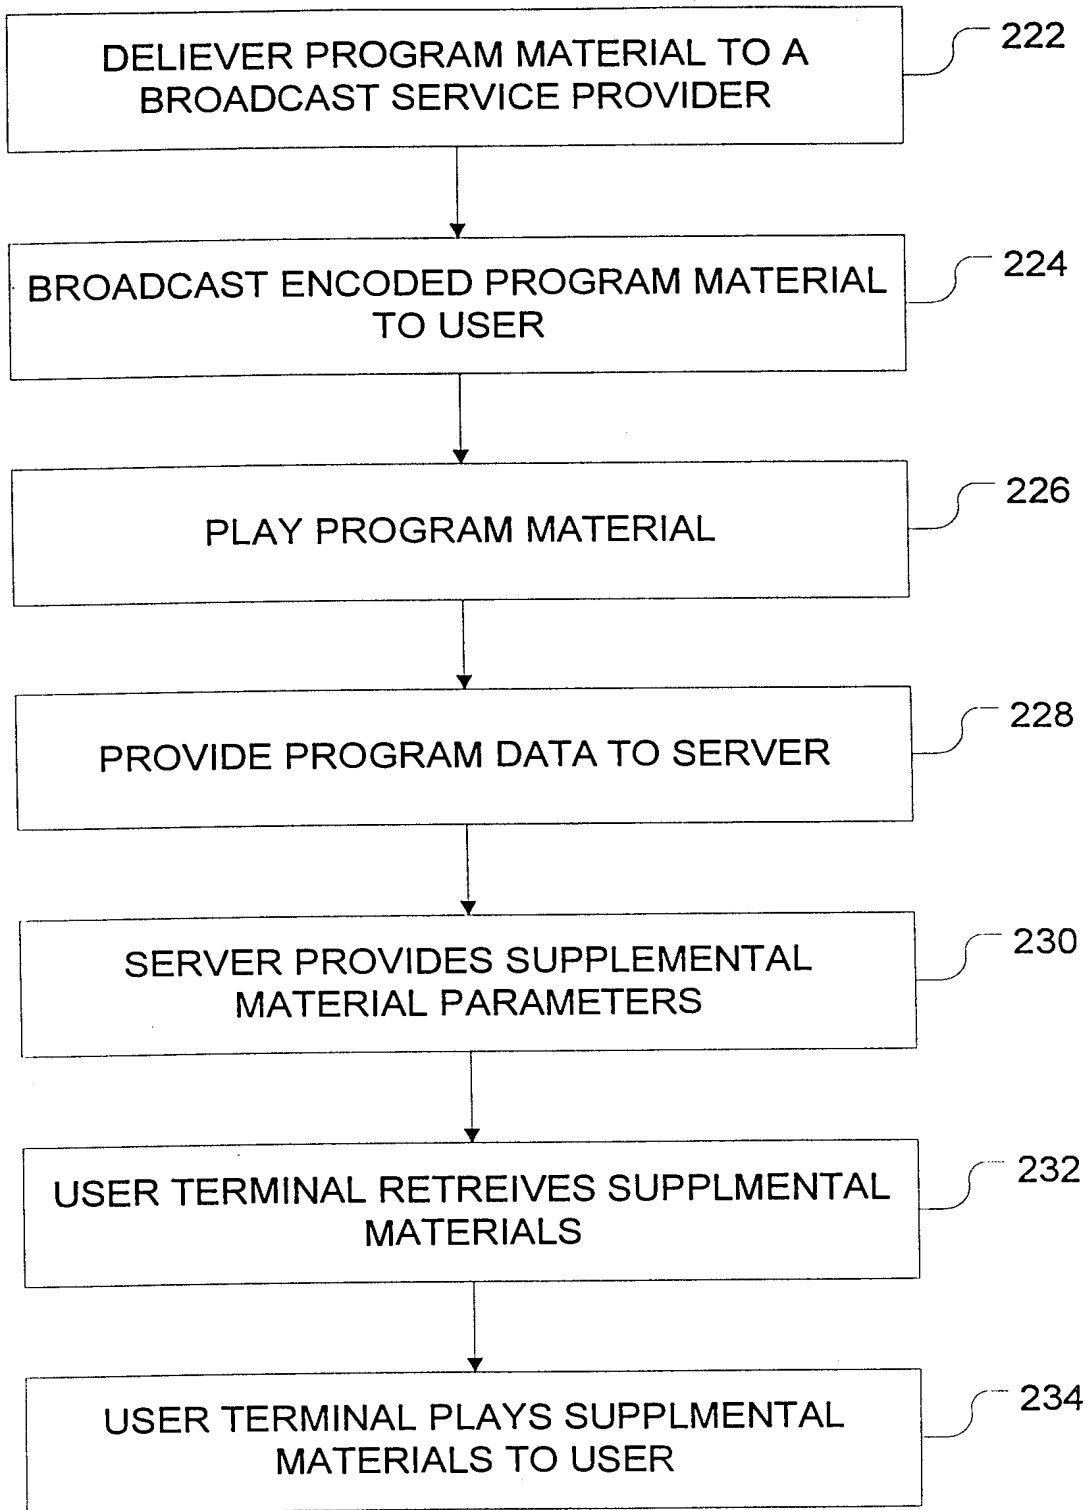 DELIEVER PROGRAM MATERIAL TO A
BROADCAST SERVICE PROVIDER
222
BROADCAST ENCODED PROGRAM MATERIAL
TO USER
224
PLAY PROGRAM MATERIAL
226
PROVIDE PROGRAM DATA TO SERVER
228
SERVER PROVIDES SUPPLEMENTAL
MATERIAL PARAMETERS
230
USER TERMINAL RETREIVES SUPPLMENTAL
MATERIALS
232
USER TERMINAL PLAYS SUPPLMENTAL
MATERIALS TO USER
234